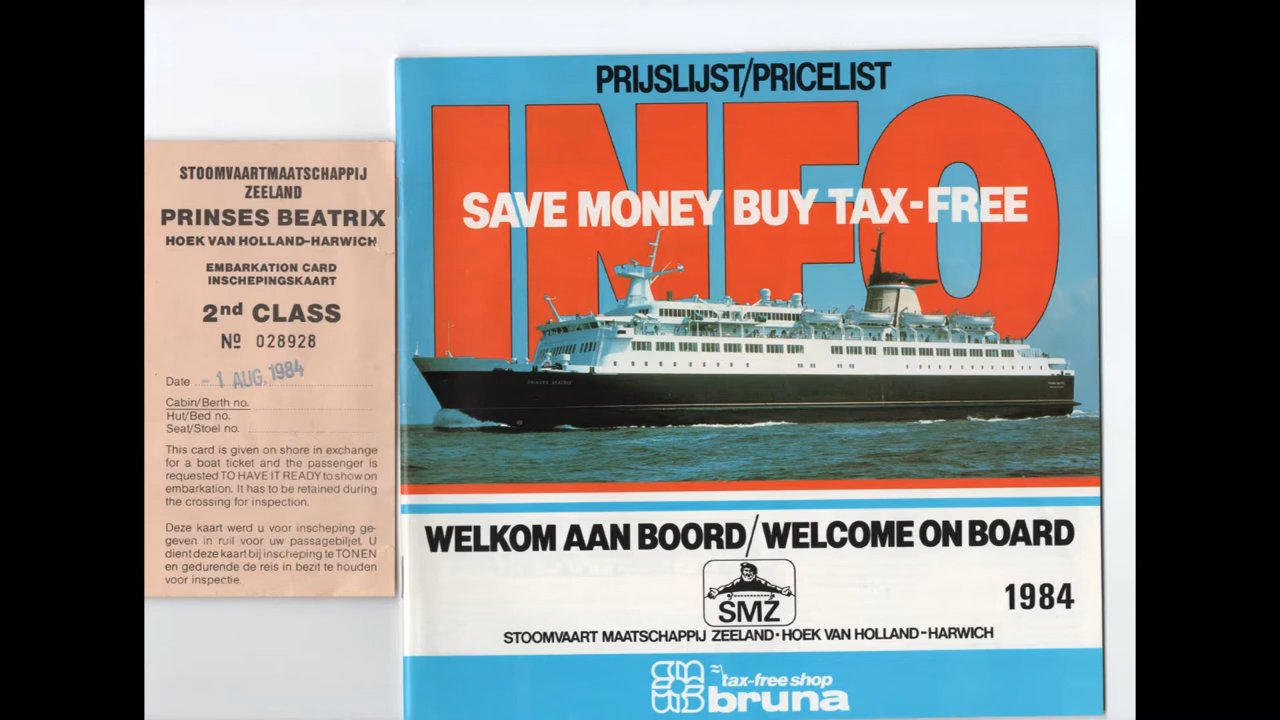 STOOMVAARTMAATSCHAPPIJ
ZEELAND
PRINSES BEATRIX
HOEK VAN HOLLAND-HARWICH
EMBARKATION CARD
INSCHEPINGSKAART
2nd CLASS
Nº 028928
Date - 1 AUG. 1984
Cabin/Berth no.
Hut/Bed no.
Seat/Stoel no.
This card is given on shore in exchange
for a boat ticket and the passenger is
requested TO HAVE IT READY to show on
embarkation. It has to be retained during
the crossing for inspection.
Deze kaart werd u voor inscheping ge-
geven in ruil voor uw passagebiljet. U
dient deze kaart bij inscheping te TONEN
en gedurende de reis in bezit te houden
voor inspectie.
PRIJSLIJST/PRICELIST
INFO
SAVE MONEY BUY TAX-FREE
PRINSES BEATRIX
WELKOM AAN BOORD/WELCOME ON BOARD
SMZ
1984
STOOMVAART MAATSCHAPPIJ ZEELAND • HOEK VAN HOLLAND-HARWICH
tax-free shop
bruna